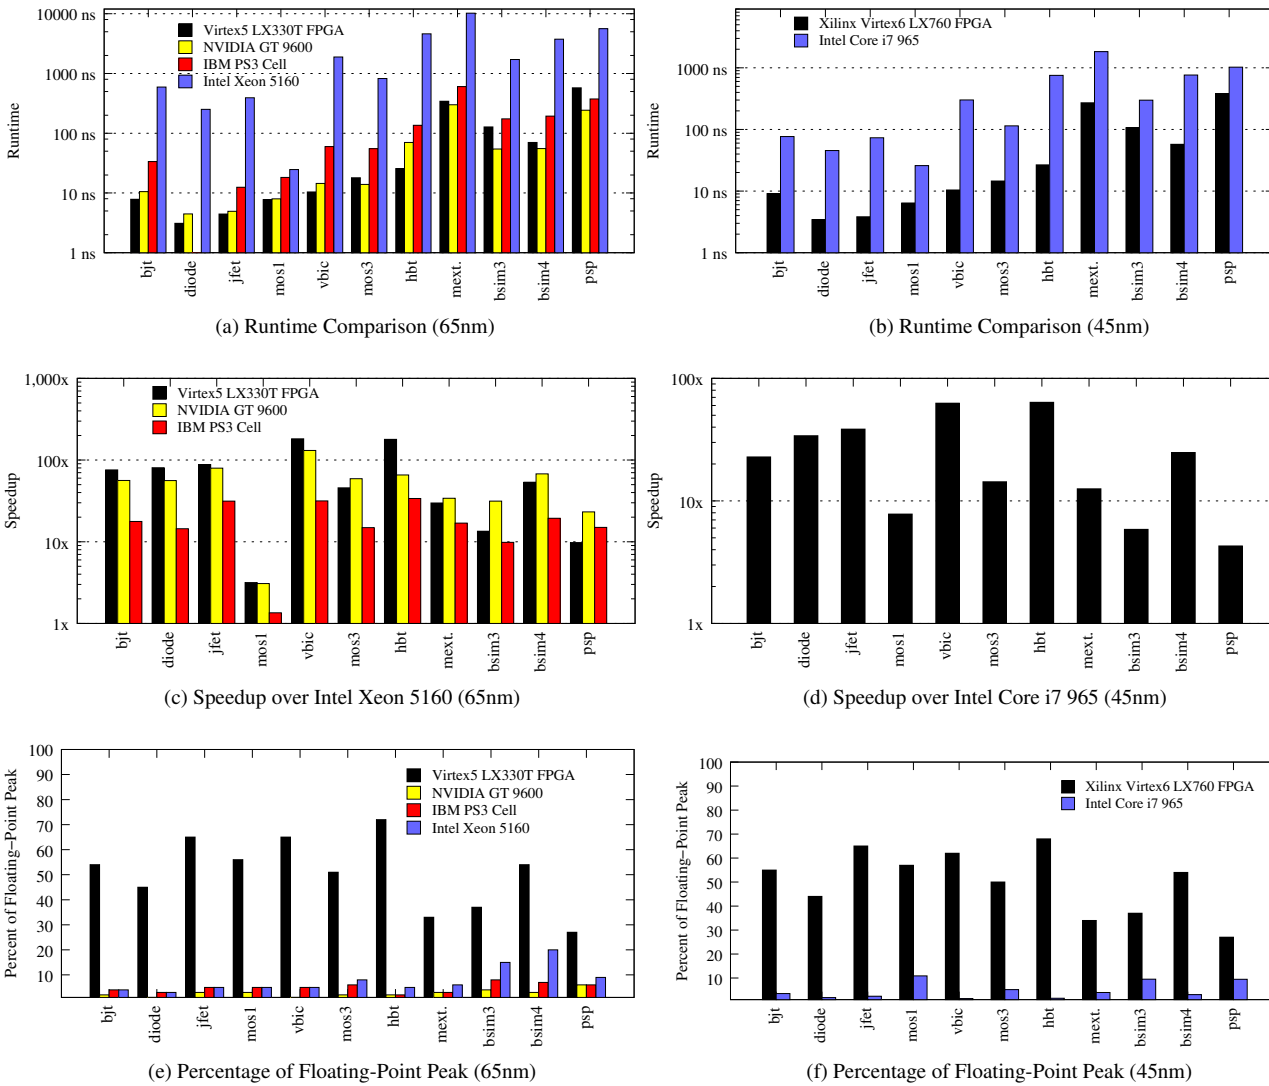 10000 ns
1000 ns
100 ns
10 ns
1 ns
Runtime
Virtex5 LX330T FPGA
NVIDIA GT 9600
IBM PS3 Cell
Intel Xeon 5160
bjt
diode
jfet
mos1
vbic
mos3
hbt
mext.
bsim3
bsim4
psp
(a) Runtime Comparison (65nm)
1000 ns
100 ns
10 ns
1 ns
Runtime
Xilinx Virtex6 LX760 FPGA
Intel Core i7 965
bjt
diode
jfet
mos1
vbic
mos3
hbt
mext.
bsim3
bsim4
psp
(b) Runtime Comparison (45nm)
1,000x
100x
10x
1x
Speedup
Virtex5 LX330T FPGA
NVIDIA GT 9600
IBM PS3 Cell
bjt
diode
jfet
mos1
vbic
mos3
hbt
mext.
bsim3
bsim4
psp
(c) Speedup over Intel Xeon 5160 (65nm)
100x
10x
1x
Speedup
bjt
diode
jfet
mos1
vbic
mos3
hbt
mext.
bsim3
bsim4
psp
(d) Speedup over Intel Core i7 965 (45nm)
100
90
80
70
60
50
40
30
20
10
Percent of Floating−Point Peak
Virtex5 LX330T FPGA
NVIDIA GT 9600
IBM PS3 Cell
Intel Xeon 5160
bjt
diode
jfet
mos1
vbic
mos3
hbt
mext.
bsim3
bsim4
psp
(e) Percentage of Floating-Point Peak (65nm)
100
90
80
70
60
50
40
30
20
10
Percent of Floating−Point Peak
Xilinx Virtex6 LX760 FPGA
Intel Core i7 965
bjt
diode
jfet
mos1
vbic
mos3
hbt
mext.
bsim3
bsim4
psp
(f) Percentage of Floating-Point Peak (45nm)